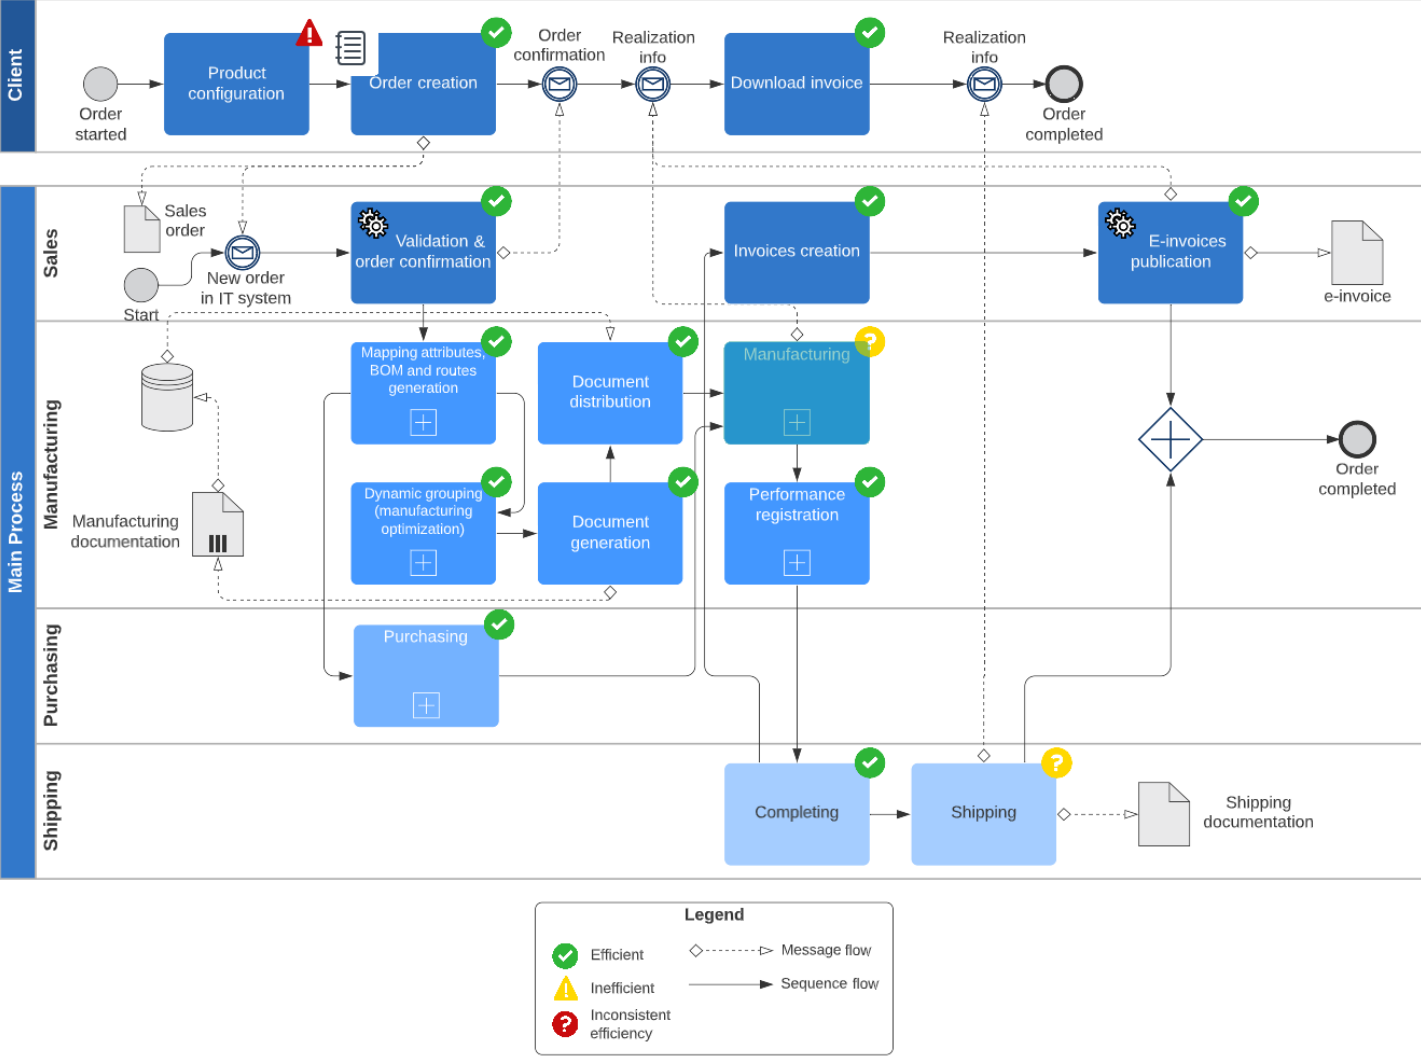 Client
Order
started
Product
configuration
Order creation
Order
confirmation
Realization
info
Download invoice
Realization
info
Order
completed
Main Process
Sales
Sales
order
Start
New order
in IT system
Validation &
order confirmation
Invoices creation
E-invoices
publication
e-invoice
Manufacturing
Mapping attributes,
BOM and routes
generation
Document
distribution
Manufacturing
?
Manufacturing
documentation
Dynamic grouping
(manufacturing
optimization)
Document
generation
Performance
registration
Order
completed
Purchasing
Purchasing
Shipping
Completing
Shipping
?
Shipping
documentation
Legend
Efficient
Message flow
!
Inefficient
Sequence flow
?
Inconsistent
efficiency